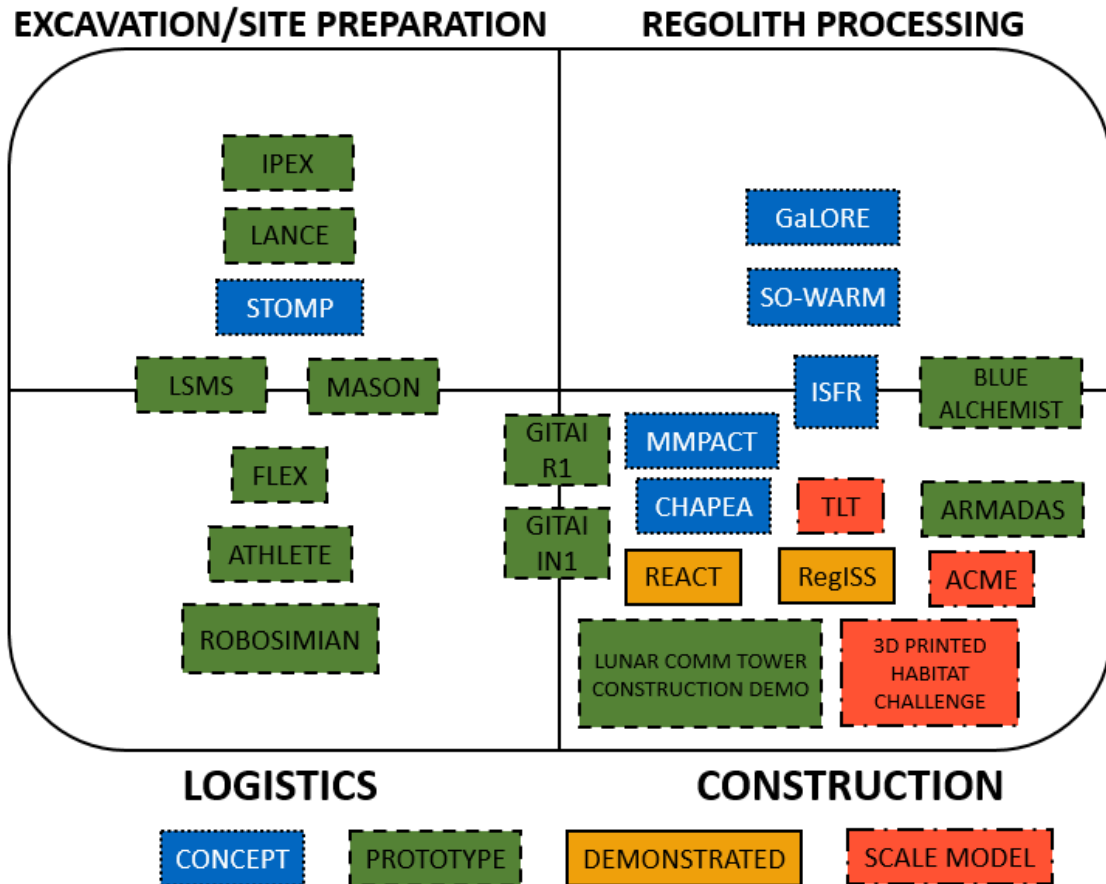 EXCAVATION/SITE PREPARATION
REGOLITH PROCESSING
IPEX
LANCE
STOMP
LSMS
MASON
GaLORE
SO-WARM
ISFR
BLUE
ALCHEMIST
FLEX
ATHLETE
ROBOSIMIAN
GITAI
R1
GITAI
IN1
MMPACT
CHAPEA
TLT
ARMADAS
REACT
RegISS
ACME
LUNAR COMM TOWER
CONSTRUCTION DEMO
3D PRINTED
HABITAT
CHALLENGE
LOGISTICS
CONSTRUCTION
CONCEPT
PROTOTYPE
DEMONSTRATED
SCALE MODEL